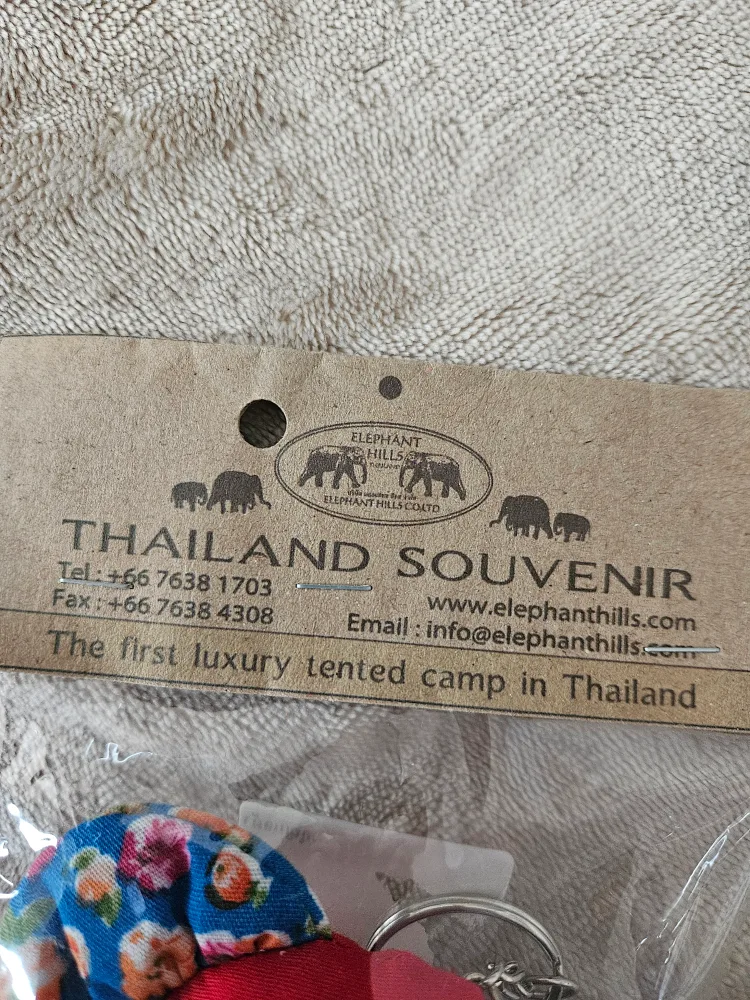 ELEPHANT
HILLS
THAILAND
ELEPHANT HILLS CO.LTD
THAILAND SOUVENIR
Tel : +66 7638 1703
www.elephanthills.com
Fax : +66 7638 4308
Email : info@elephanthills.com
The first luxury tented camp in Thailand